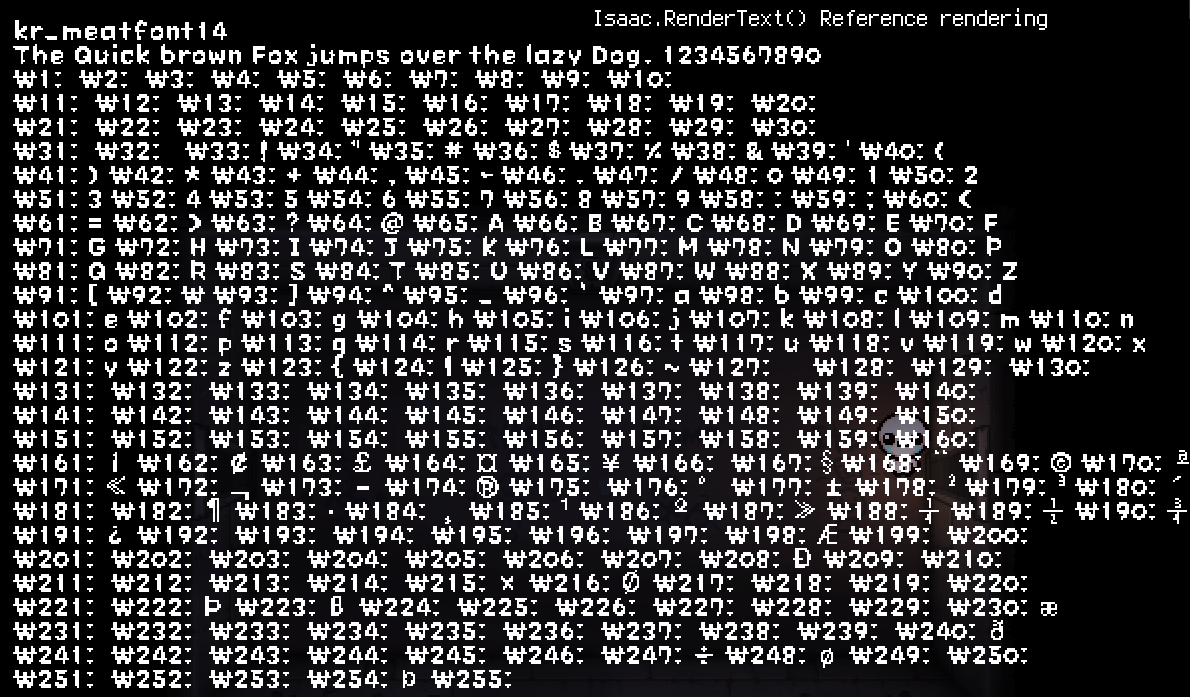 Isaac.RenderText() Reference rendering
kr_meatfont14
The Quick brown Fox jumps over the lazy Dog. 1234567890
₩1: ₩2: ₩3: ₩4: ₩5: ₩6: ₩7: ₩8: ₩9: ₩10:
₩11: ₩12: ₩13: ₩14: ₩15: ₩16: ₩17: ₩18: ₩19: ₩20:
₩21: ₩22: ₩23: ₩24: ₩25: ₩26: ₩27: ₩28: ₩29: ₩30:
₩31: ₩32: ₩33: ! ₩34: " ₩35: # ₩36: $ ₩37: % ₩38: & ₩39: ' ₩40: (
₩41: ) ₩42: * ₩43: + ₩44: , ₩45: - ₩46: . ₩47: / ₩48: 0 ₩49: 1 ₩50: 2
₩51: 3 ₩52: 4 ₩53: 5 ₩54: 6 ₩55: 7 ₩56: 8 ₩57: 9 ₩58: : ₩59: ; ₩60: <
₩61: = ₩62: > ₩63: ? ₩64: @ ₩65: A ₩66: B ₩67: C ₩68: D ₩69: E ₩70: F
₩71: G ₩72: H ₩73: I ₩74: J ₩75: K ₩76: L ₩77: M ₩78: N ₩79: O ₩80: P
₩81: Q ₩82: R ₩83: S ₩84: T ₩85: U ₩86: V ₩87: W ₩88: X ₩89: Y ₩90: Z
₩91: [ ₩92: ₩ ₩93: ] ₩94: ^ ₩95: _ ₩96: ` ₩97: a ₩98: b ₩99: c ₩100: d
₩101: e ₩102: f ₩103: g ₩104: h ₩105: i ₩106: j ₩107: k ₩108: l ₩109: m ₩110: n
₩111: o ₩112: p ₩113: q ₩114: r ₩115: s ₩116: t ₩117: u ₩118: v ₩119: w ₩120: x
₩121: y ₩122: z ₩123: { ₩124: | ₩125: } ₩126: ~ ₩127: ₩128: ₩129: ₩130:
₩131: ₩132: ₩133: ₩134: ₩135: ₩136: ₩137: ₩138: ₩139: ₩140:
₩141: ₩142: ₩143: ₩144: ₩145: ₩146: ₩147: ₩148: ₩149: ₩150:
₩151: ₩152: ₩153: ₩154: ₩155: ₩156: ₩157: ₩158: ₩159: ₩160:
₩161: ¡ ₩162: ¢ ₩163: £ ₩164: ¤ ₩165: ¥ ₩166: ₩167: § ₩168: ¨ ₩169: © ₩170: ª
₩171: « ₩172: ¬ ₩173: - ₩174: ® ₩175: ₩176: ° ₩177: ± ₩178: ² ₩179: ³ ₩180: ´
₩181: ₩182: ¶ ₩183: · ₩184: ¸ ₩185: ¹ ₩186: º ₩187: » ₩188: ¼ ₩189: ½ ₩190: ¾
₩191: ¿ ₩192: ₩193: ₩194: ₩195: ₩196: ₩197: ₩198: Æ ₩199: ₩200:
₩201: ₩202: ₩203: ₩204: ₩205: ₩206: ₩207: ₩208: Ð ₩209: ₩210:
₩211: ₩212: ₩213: ₩214: ₩215: × ₩216: Ø ₩217: ₩218: ₩219: ₩220:
₩221: ₩222: Þ ₩223: ß ₩224: ₩225: ₩226: ₩227: ₩228: ₩229: ₩230: æ
₩231: ₩232: ₩233: ₩234: ₩235: ₩236: ₩237: ₩238: ₩239: ₩240: ð
₩241: ₩242: ₩243: ₩244: ₩245: ₩246: ₩247: ÷ ₩248: ø ₩249: ₩250:
₩251: ₩252: ₩253: ₩254: þ ₩255: